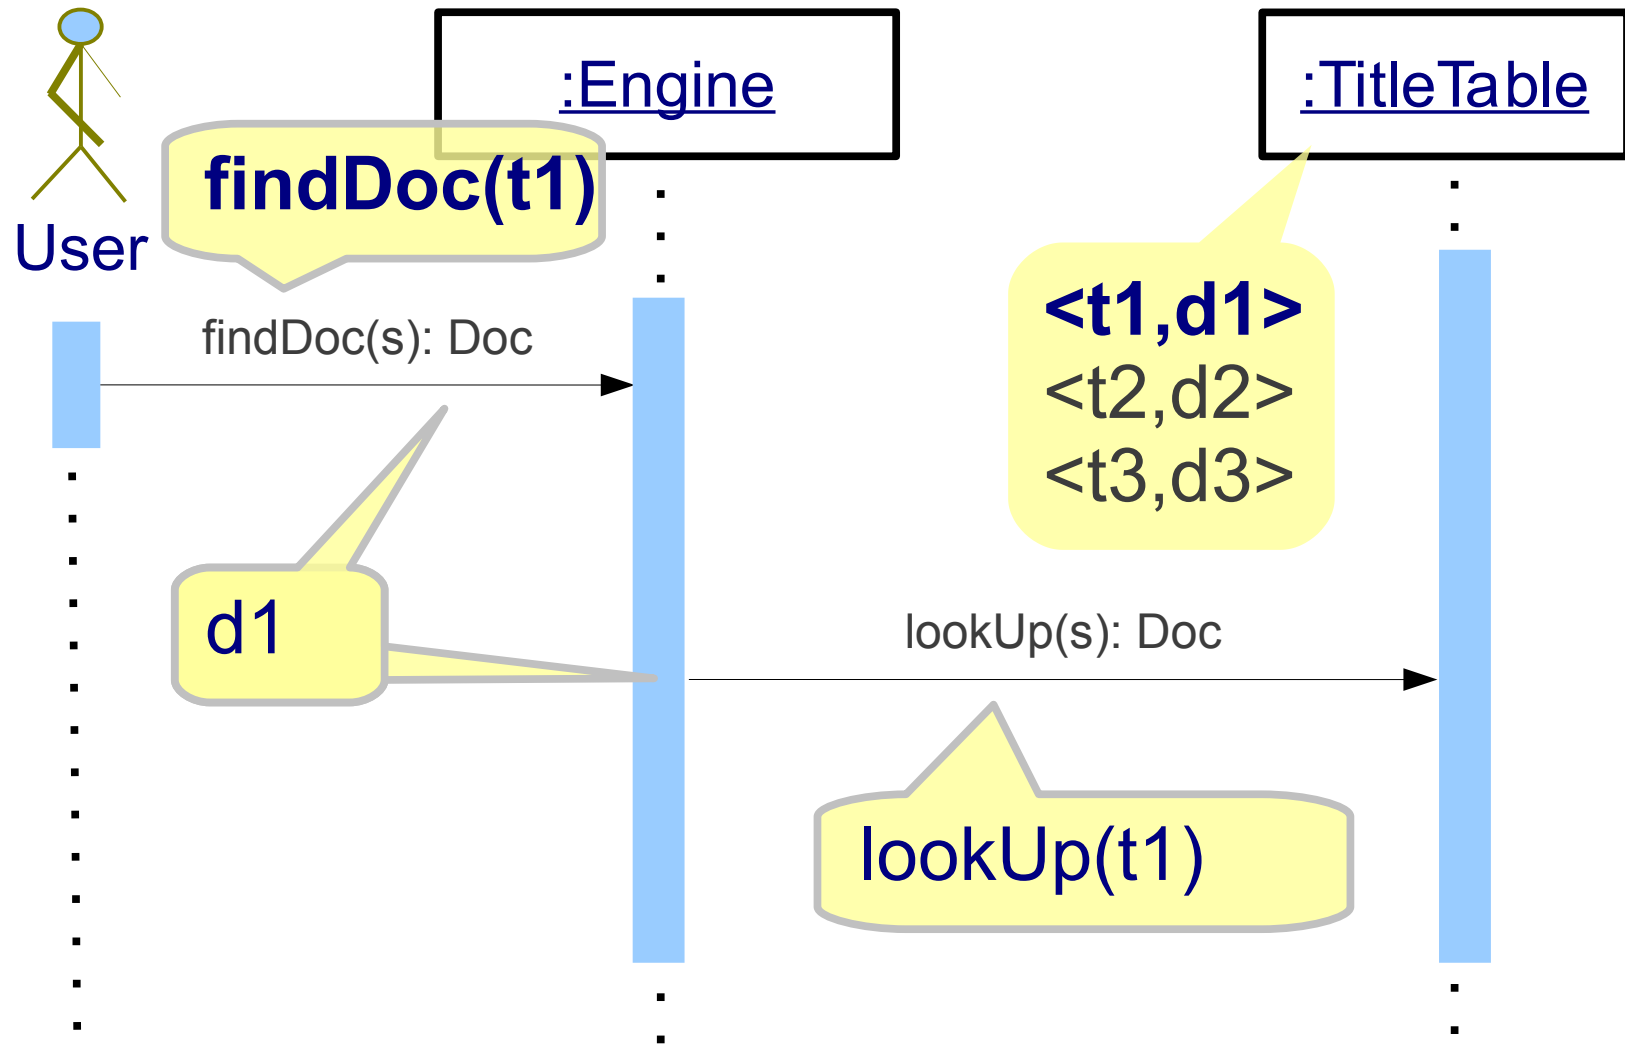 :Engine
:TitleTable
findDoc(t1)
User
findDoc(s): Doc
<t1,d1>
<t2,d2>
<t3,d3>
d1
lookUp(s): Doc
lookUp(t1)